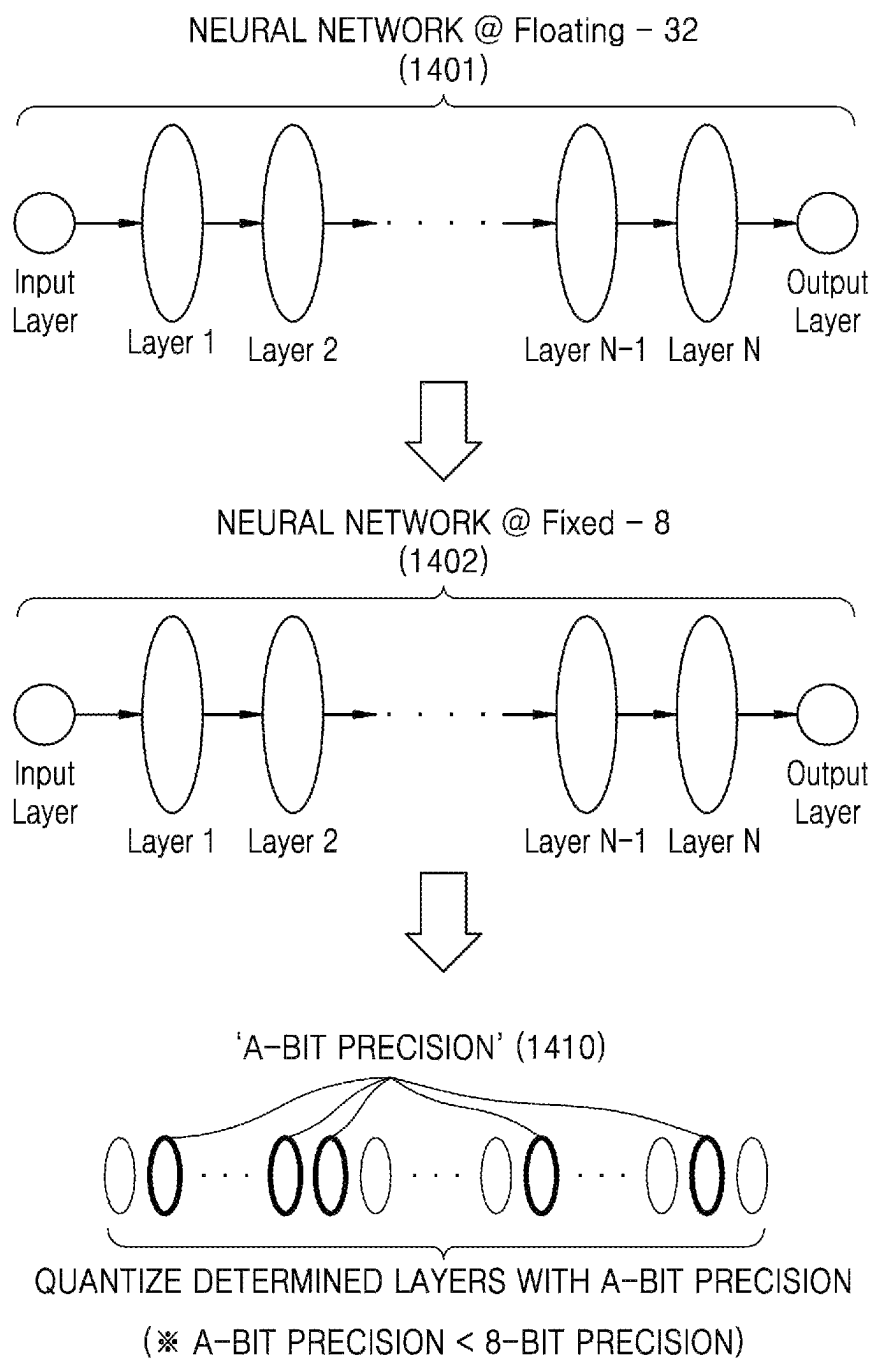 NEURAL NETWORK @ Floating - 32
(1401)
Input Layer
Layer 1
Layer 2
· · · ·
Layer N-1
Layer N
Output Layer
NEURAL NETWORK @ Fixed - 8
(1402)
Input Layer
Layer 1
Layer 2
· · · ·
Layer N-1
Layer N
Output Layer
'A-BIT PRECISION' (1410)
· · · · · · · · ·
QUANTIZE DETERMINED LAYERS WITH A-BIT PRECISION
(※ A-BIT PRECISION < 8-BIT PRECISION)